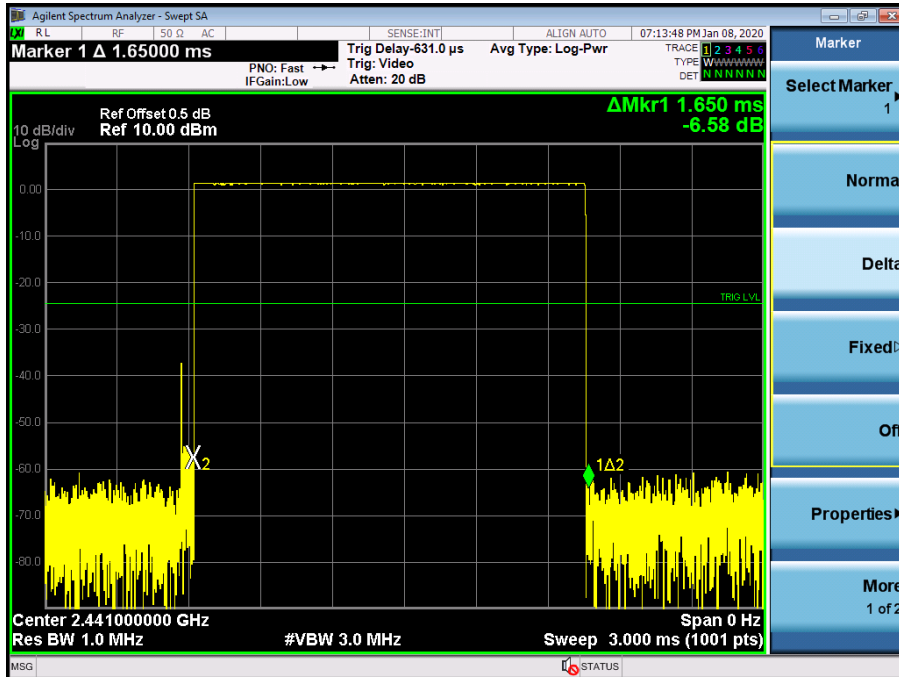 Agilent Spectrum Analyzer - Swept SA
LXI RL RF 50 Ω AC SENSE:INT ALIGN AUTO 07:13:48 PM Jan 08, 2020
Marker 1 Δ 1.65000 ms
PNO: Fast
IFGain:Low
Trig Delay-631.0 µs
Trig: Video
Atten: 20 dB
Avg Type: Log-Pwr
TRACE 1 2 3 4 5 6
TYPE WWWWWW
DET N N N N N N
ΔMkr1 1.650 ms
-6.58 dB
Ref Offset 0.5 dB
10 dB/div Ref 10.00 dBm
Log
0.00
-10.0
-20.0
TRIG LVL
-30.0
-40.0
-50.0
2
-60.0
1Δ2
-70.0
-80.0
Center 2.441000000 GHz Span 0 Hz
Res BW 1.0 MHz #VBW 3.0 MHz Sweep 3.000 ms (1001 pts)
MSG STATUS
Marker
Select Marker
1
Norma
Delta
Fixed
Off
Properties
More
1 of 2